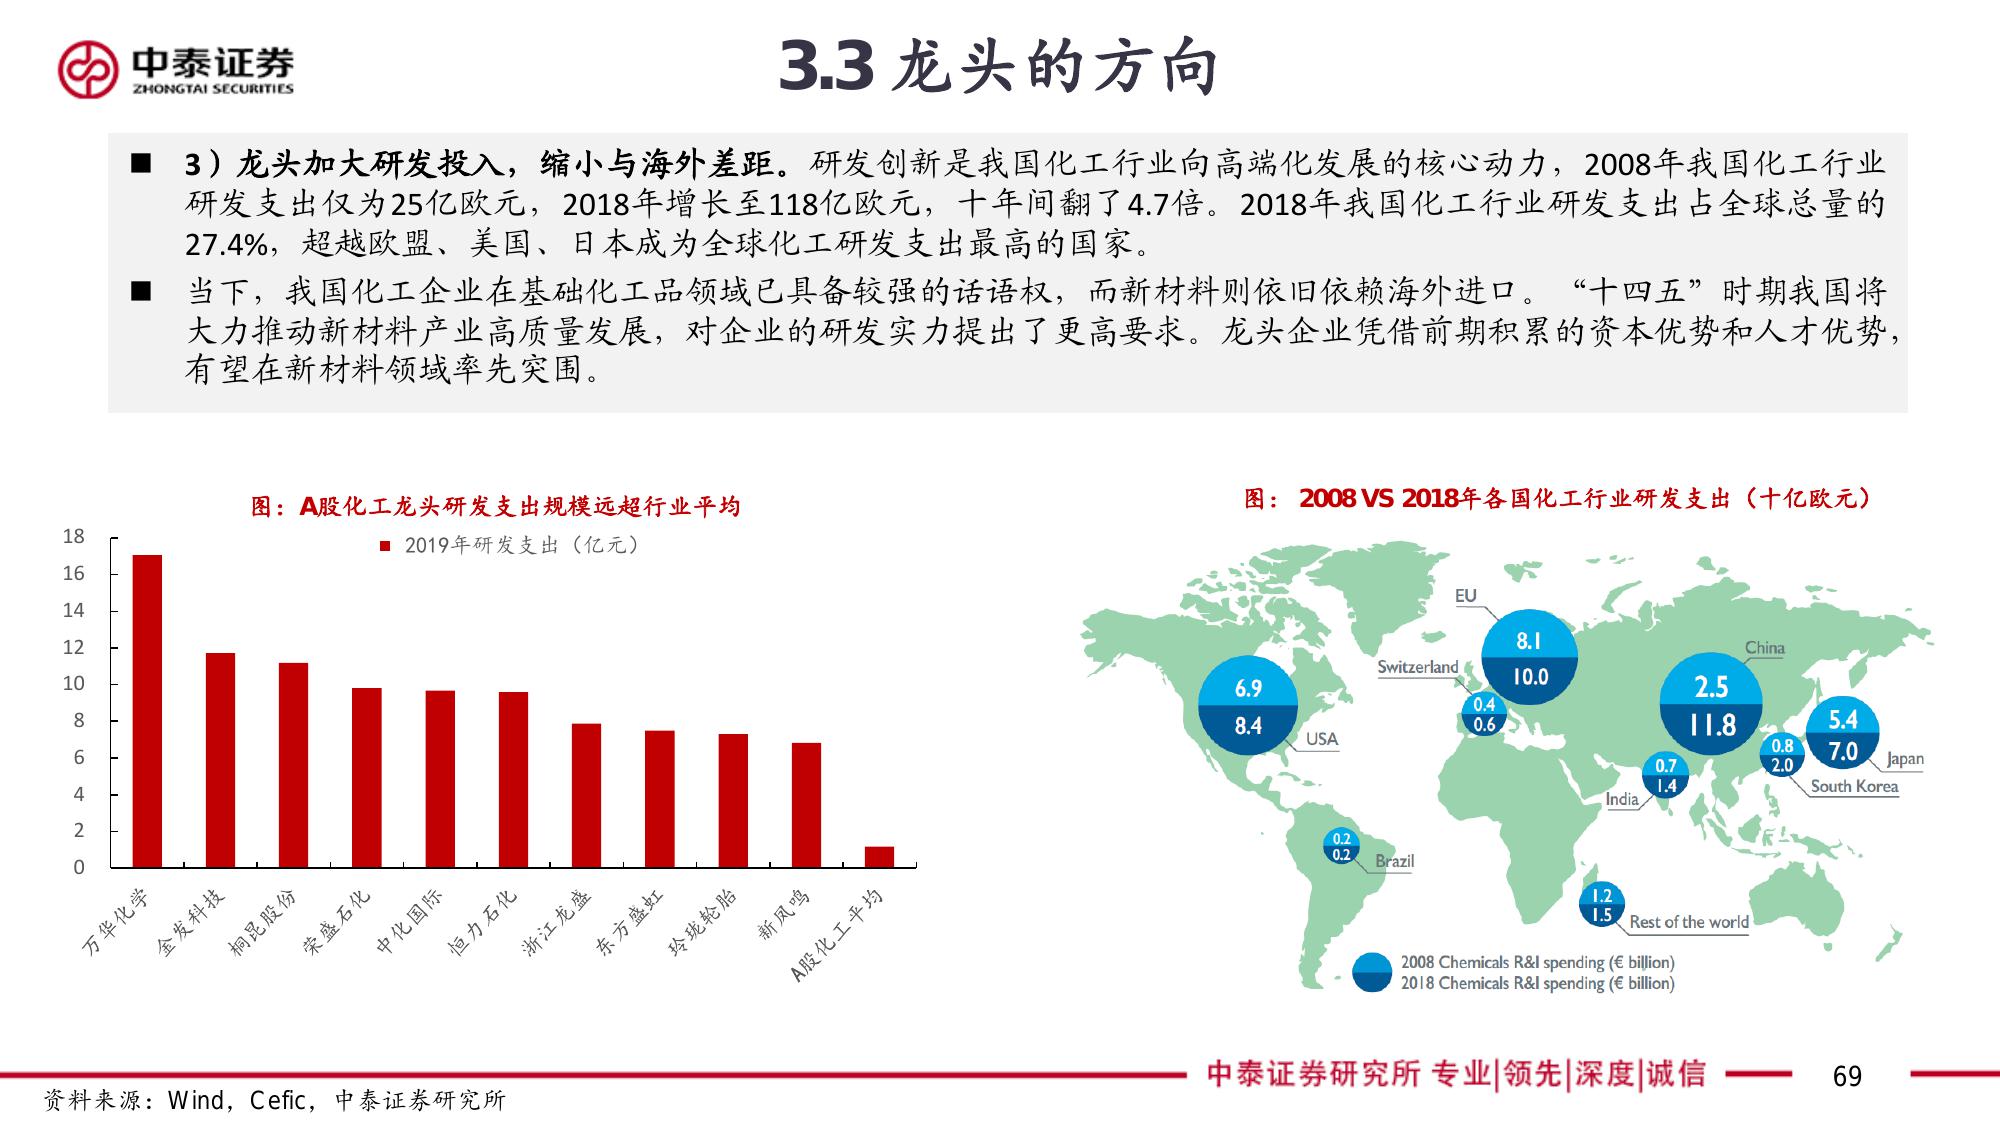 中泰证券
ZHONGTAI SECURITIES
3.3 龙头的方向
■ 3）龙头加大研发投入，缩小与海外差距。研发创新是我国化工行业向高端化发展的核心动力，2008年我国化工行业
研发支出仅为25亿欧元，2018年增长至118亿欧元，十年间翻了4.7倍。2018年我国化工行业研发支出占全球总量的
27.4%，超越欧盟、美国、日本成为全球化工研发支出最高的国家。
■ 当下，我国化工企业在基础化工品领域已具备较强的话语权，而新材料则依旧依赖海外进口。“十四五”时期我国将
大力推动新材料产业高质量发展，对企业的研发实力提出了更高要求。龙头企业凭借前期积累的资本优势和人才优势，
有望在新材料领域率先突围。
图：A股化工龙头研发支出规模远超行业平均
2019年研发支出（亿元）
18
16
14
12
10
8
6
4
2
0
万华化学
金发科技
桐昆股份
荣盛石化
中化国际
恒力石化
浙江龙盛
东方盛虹
玲珑轮胎
新凤鸣
A股化工平均
图： 2008 VS 2018年各国化工行业研发支出（十亿欧元）
EU
8.1
10.0
China
2.5
11.8
Switzerland
0.4
0.6
6.9
8.4
USA
5.4
7.0
Japan
0.8
2.0
South Korea
0.7
1.4
India
0.2
0.2
Brazil
1.2
1.5
Rest of the world
2008 Chemicals R&I spending (€ billion)
2018 Chemicals R&I spending (€ billion)
中泰证券研究所 专业|领先|深度|诚信
69
资料来源：Wind，Cefic，中泰证券研究所